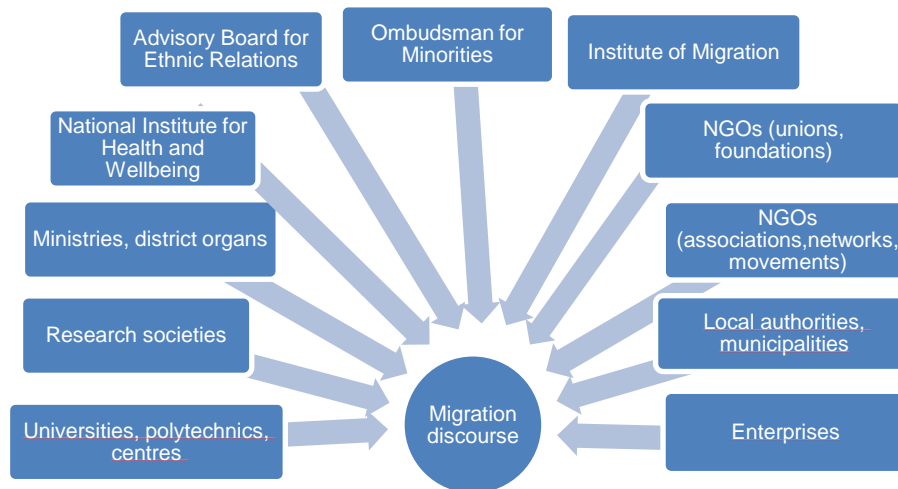 Advisory Board for
Ethnic Relations
Ombudsman for
Minorities
Institute of Migration
National Institute for
Health and
Wellbeing
NGOs (unions,
foundations)
Ministries, district organs
NGOs
(associations,networks,
movements)
Research societies
Local authorities,
municipalities
Universities, polytechnics,
centres
Migration
discourse
Enterprises